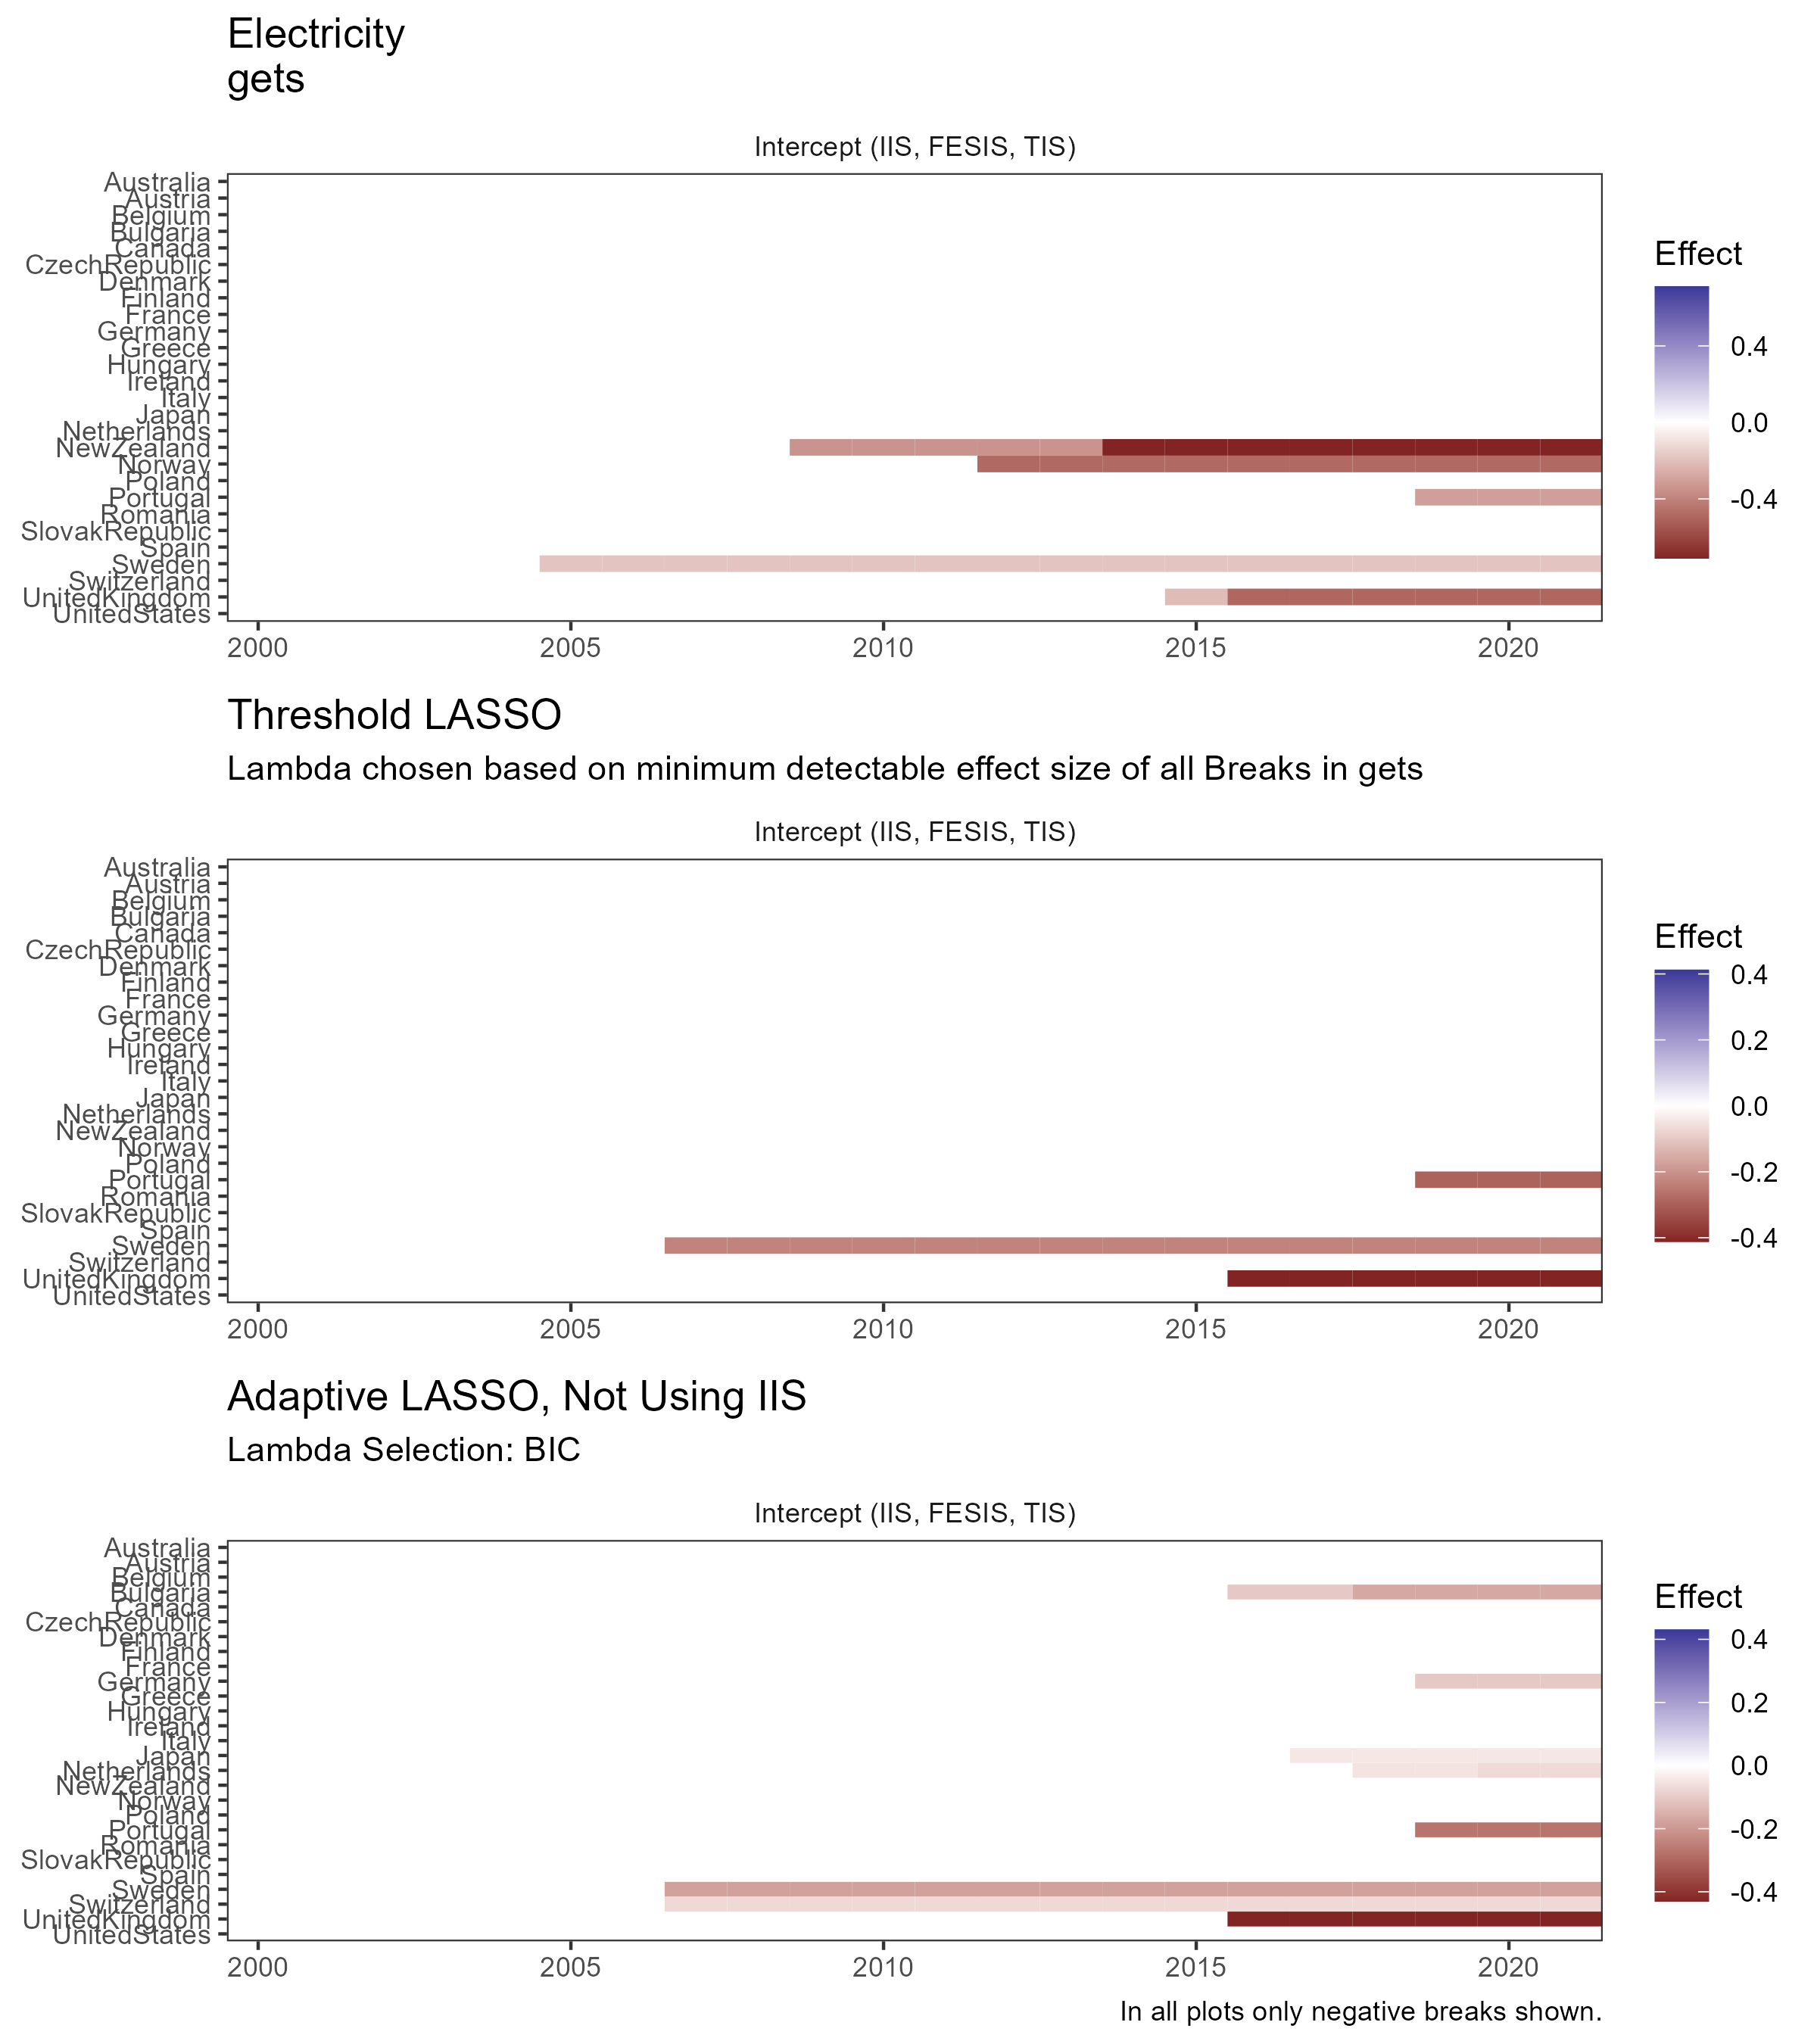 Electricity
gets
Intercept (IIS, FESIS, TIS)
Australia
Austria
Belgium
Bulgaria
Canada
CzechRepublic
Denmark
Finland
France
Germany
Greece
Hungary
Ireland
Italy
Japan
Netherlands
NewZealand
Norway
Poland
Portugal
Romania
SlovakRepublic
Spain
Sweden
Switzerland
UnitedKingdom
UnitedStates
2000 2005 2010 2015 2020
Effect
0.4
0.0
-0.4
Threshold LASSO
Lambda chosen based on minimum detectable effect size of all Breaks in gets
Intercept (IIS, FESIS, TIS)
Australia
Austria
Belgium
Bulgaria
Canada
CzechRepublic
Denmark
Finland
France
Germany
Greece
Hungary
Ireland
Italy
Japan
Netherlands
NewZealand
Norway
Poland
Portugal
Romania
SlovakRepublic
Spain
Sweden
Switzerland
UnitedKingdom
UnitedStates
2000 2005 2010 2015 2020
Effect
0.4
0.2
0.0
-0.2
-0.4
Adaptive LASSO, Not Using IIS
Lambda Selection: BIC
Intercept (IIS, FESIS, TIS)
Australia
Austria
Belgium
Bulgaria
Canada
CzechRepublic
Denmark
Finland
France
Germany
Greece
Hungary
Ireland
Italy
Japan
Netherlands
NewZealand
Norway
Poland
Portugal
Romania
SlovakRepublic
Spain
Sweden
Switzerland
UnitedKingdom
UnitedStates
2000 2005 2010 2015 2020
Effect
0.4
0.2
0.0
-0.2
-0.4
In all plots only negative breaks shown.